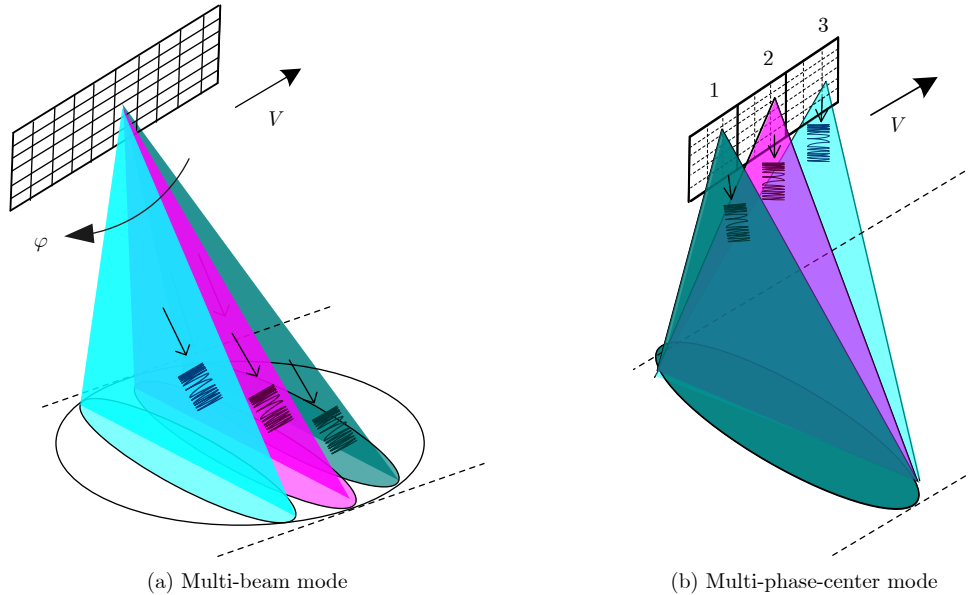 V
φ
(a) Multi-beam mode
1
2
3
V
(b) Multi-phase-center mode